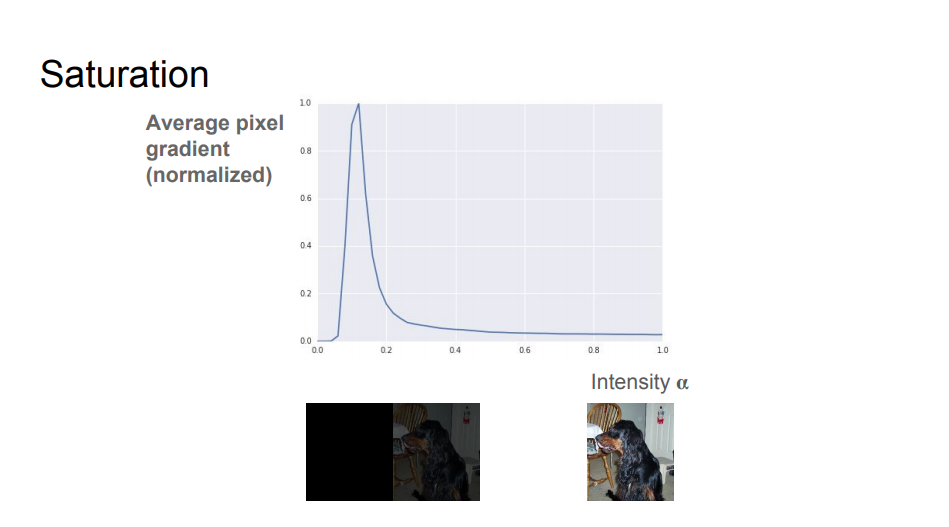 Saturation
Average pixel
gradient
(normalized)
1.0
0.8
0.6
0.4
0.2
0.0
0.0 0.2 0.4 0.6 0.8 1.0
Intensity α